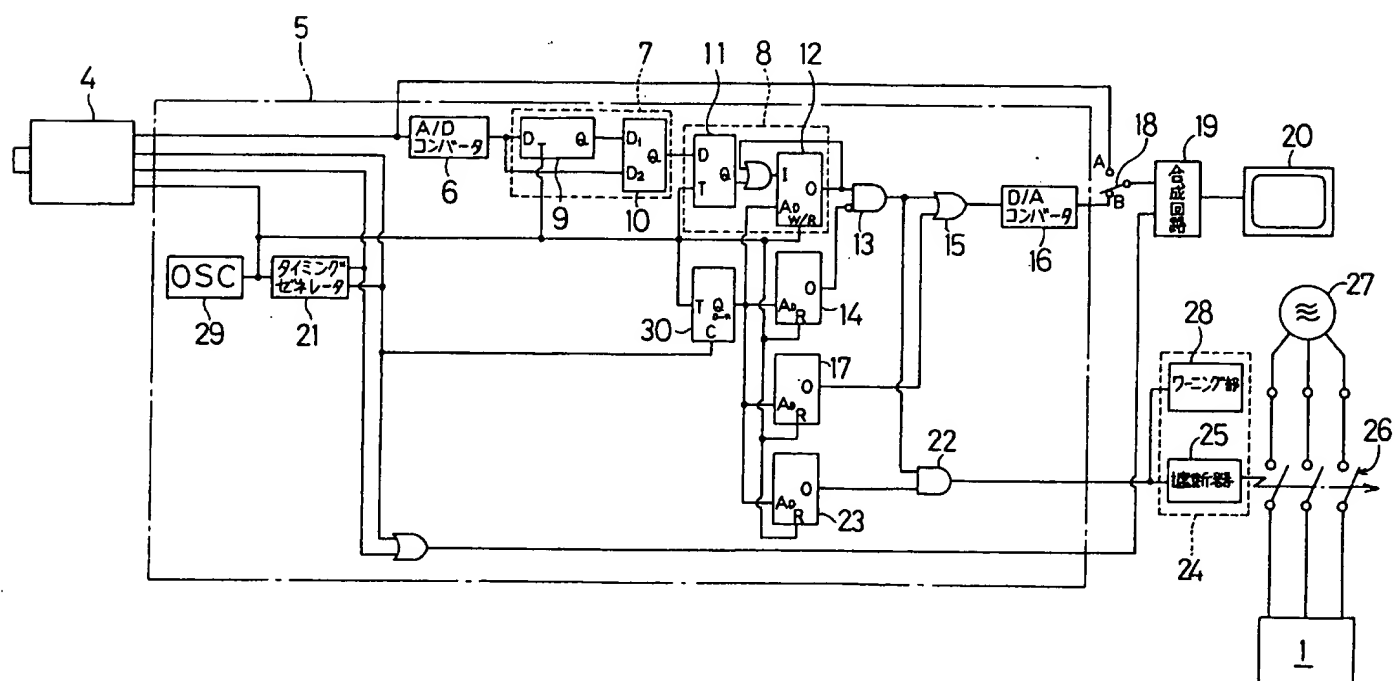 5
4
7
11
8
12
A/D
コンバータ
6
D
T
Q
9
D1
D2
Q
10
D
T
Q
I
O
AD
W/R
13
15
D/A
コンバータ
16
A
B
18
合成回路
19
20
OSC
29
タイミング
ゼネレータ
21
T
Q
0-n
C
30
AD
O
R
14
17
AD
O
R
22
AD
O
R
23
28
ワーニング部
25
遮断器
24
27
26
1